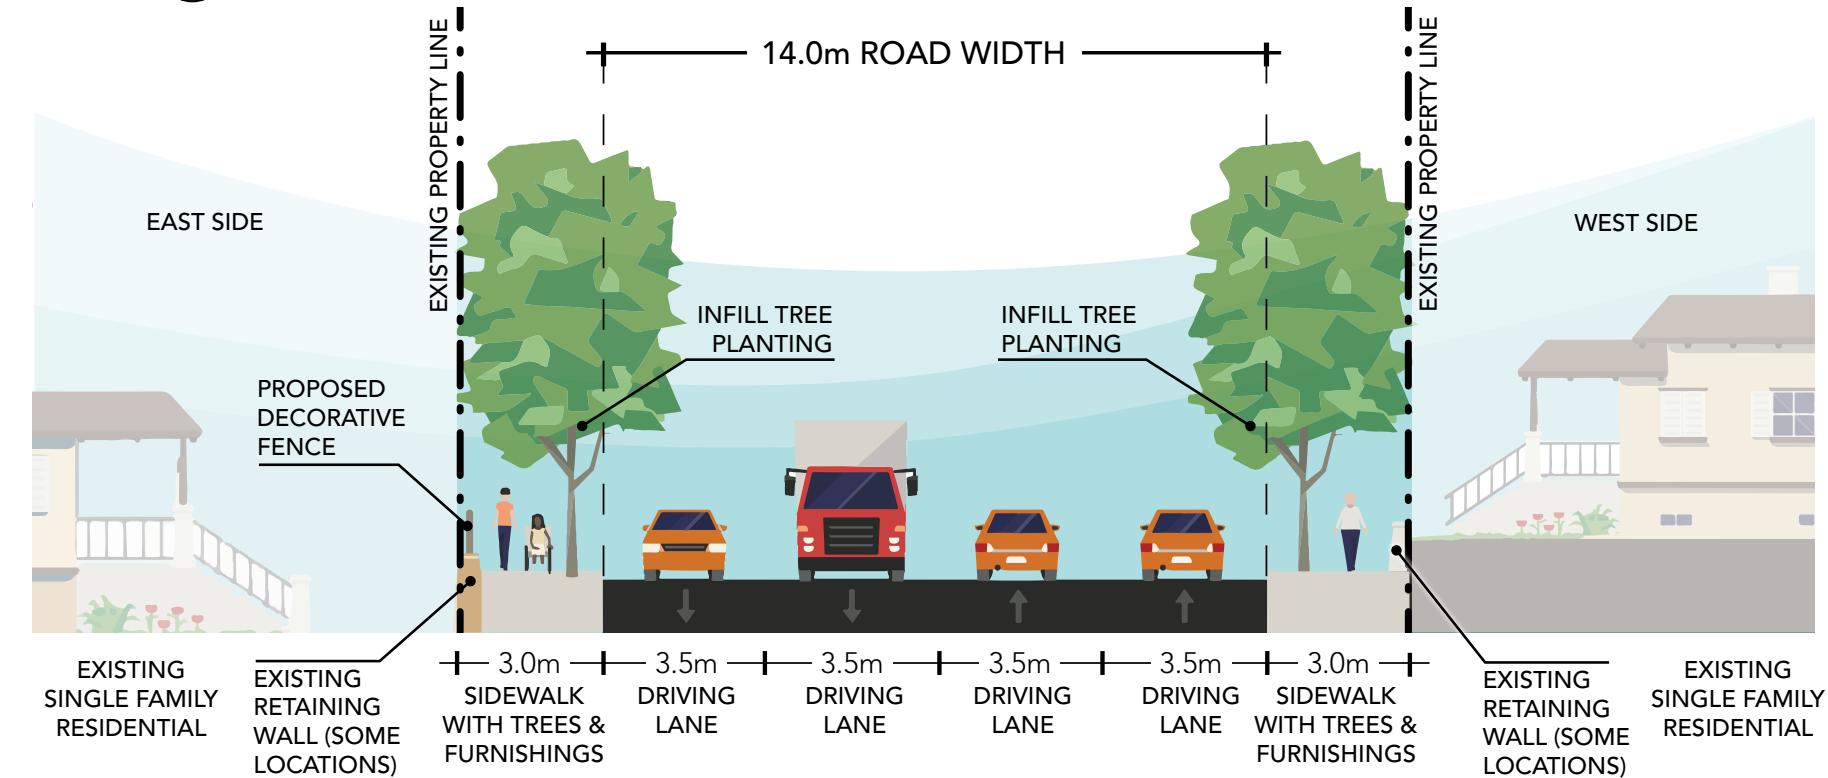 14.0m ROAD WIDTH
EXISTING PROPERTY LINE
EXISTING PROPERTY LINE
EAST SIDE
WEST SIDE
INFILL TREE
PLANTING
INFILL TREE
PLANTING
PROPOSED
DECORATIVE
FENCE
EXISTING
SINGLE FAMILY
RESIDENTIAL
EXISTING
RETAINING
WALL (SOME
LOCATIONS)
3.0m
SIDEWALK
WITH TREES &
FURNISHINGS
3.5m
DRIVING
LANE
3.5m
DRIVING
LANE
3.5m
DRIVING
LANE
3.5m
DRIVING
LANE
3.0m
SIDEWALK
WITH TREES &
FURNISHINGS
EXISTING
RETAINING
WALL (SOME
LOCATIONS)
EXISTING
SINGLE FAMILY
RESIDENTIAL